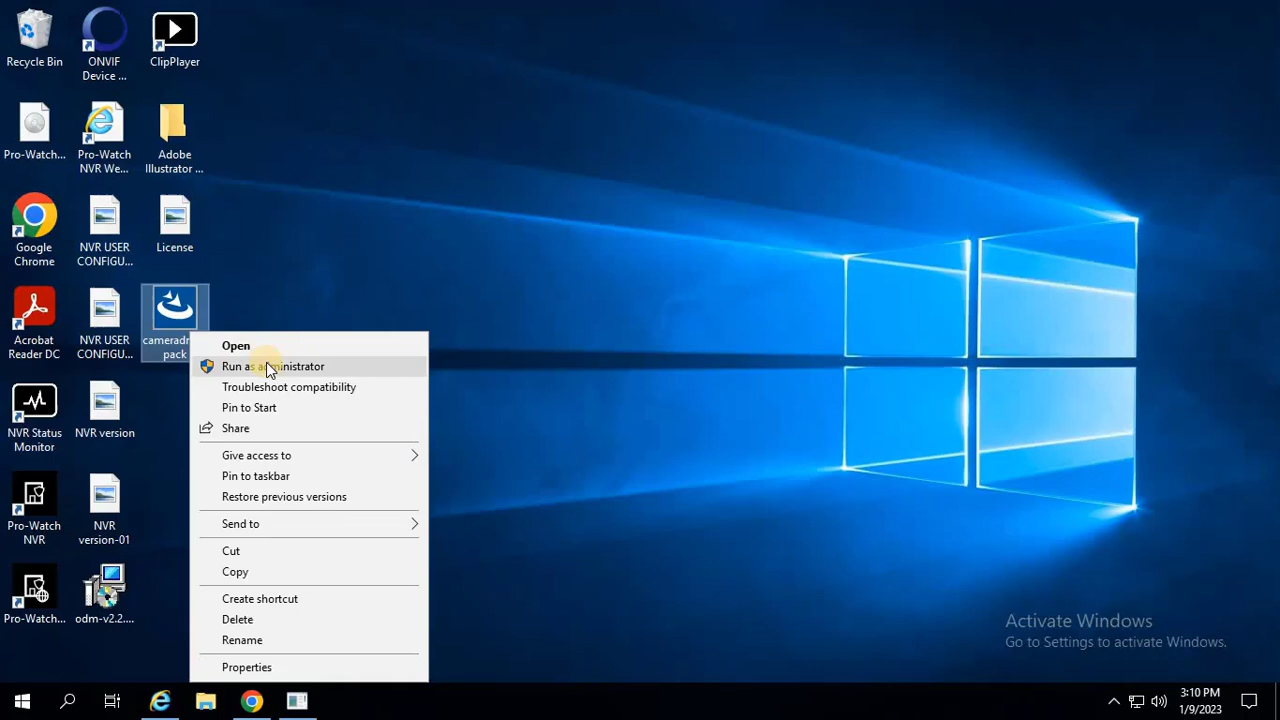 Recycle Bin
ONVIF
Device ...
ClipPlayer
Pro-Watch...
Pro-Watch
NVR We...
Adobe
Illustrator ...
Google
Chrome
NVR USER
CONFIGU...
License
Acrobat
Reader DC
NVR USER
CONFIGU...
pack
NVR Status
Monitor
NVR version
Pro-Watch
NVR
NVR
version-01
Pro-Watch...
odm-v2.2....
Open
Run as administrator
Troubleshoot compatibility
Pin to Start
Share
Give access to
Pin to taskbar
Restore previous versions
Send to
Cut
Copy
Create shortcut
Delete
Rename
Properties
Activate Windows
Go to Settings to activate Windows.
3:10 PM
1/9/2023